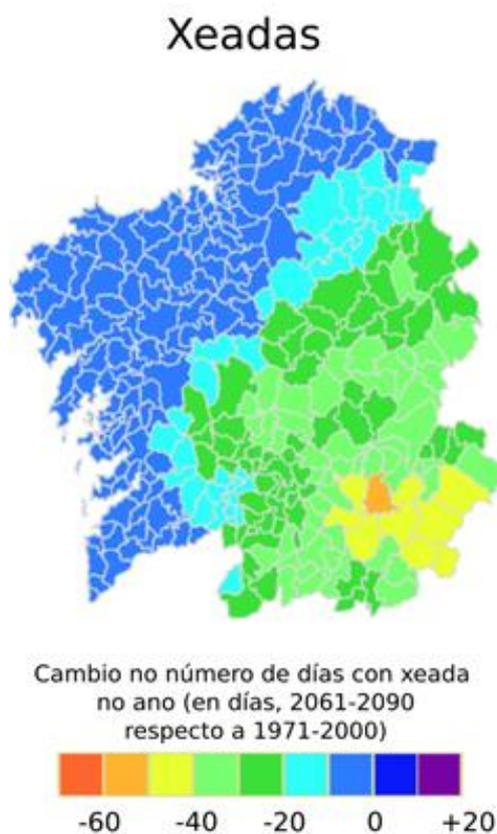 Xeadas
Cambio no número de días con xeada
no ano (en días, 2061-2090
respecto a 1971-2000)
-60 -40 -20 0 +20